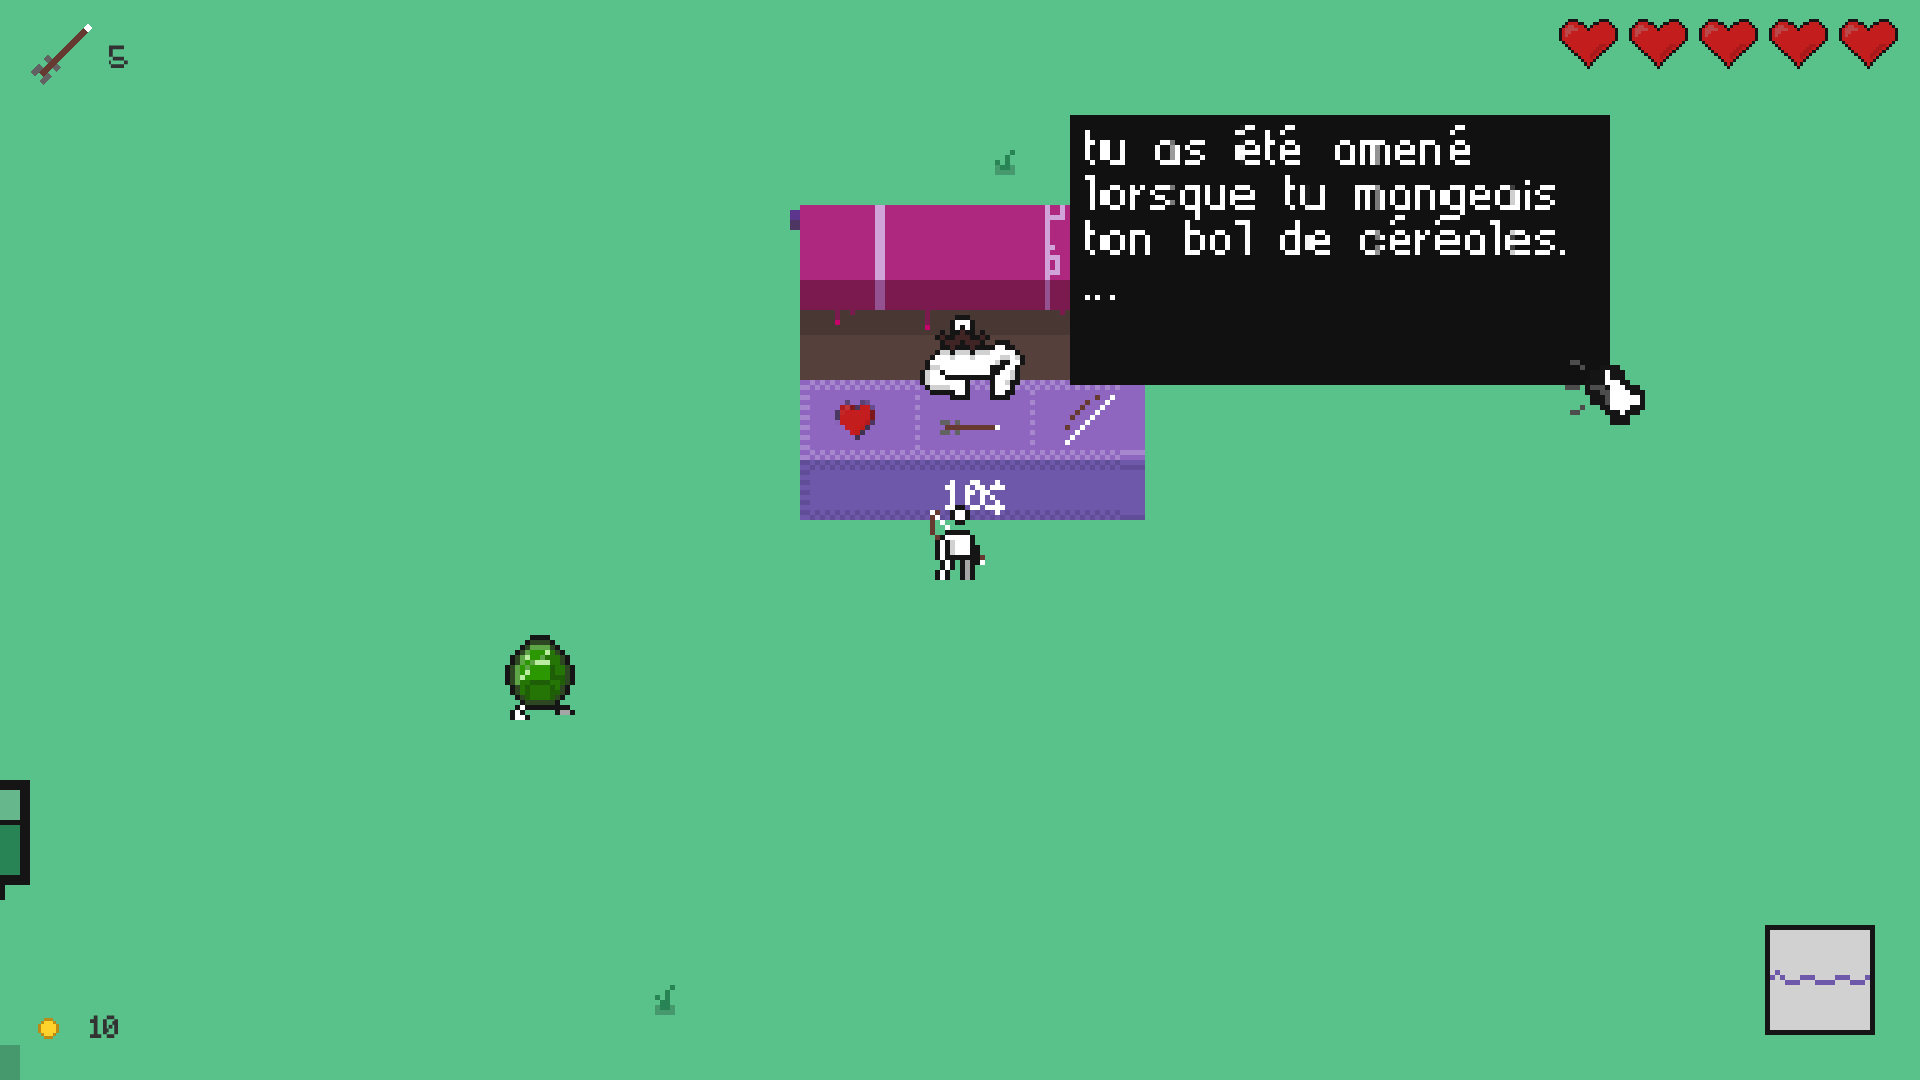 5
tu as été amené
lorsque tu mangeais
ton bol de céréales.
...
10$
10